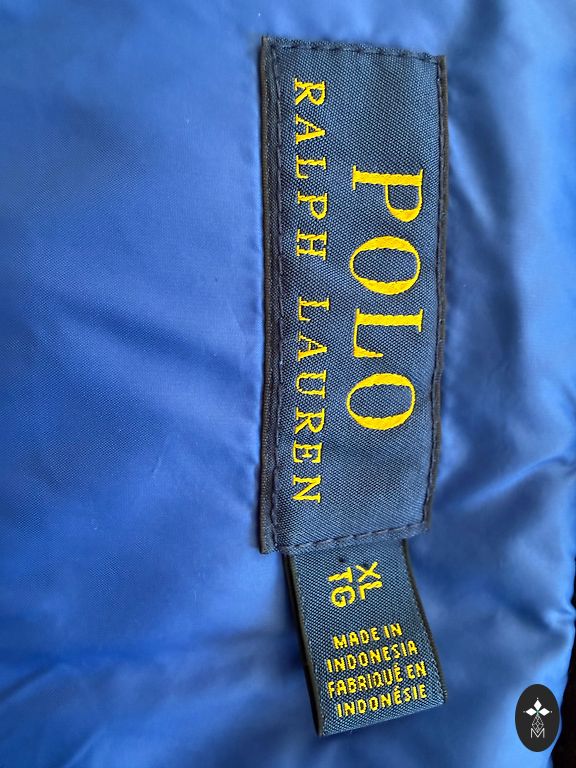 POLO
RALPH LAUREN
XL
TG
MADE IN
INDONESIA
FABRIQUÉ EN
INDONÉSIE
M